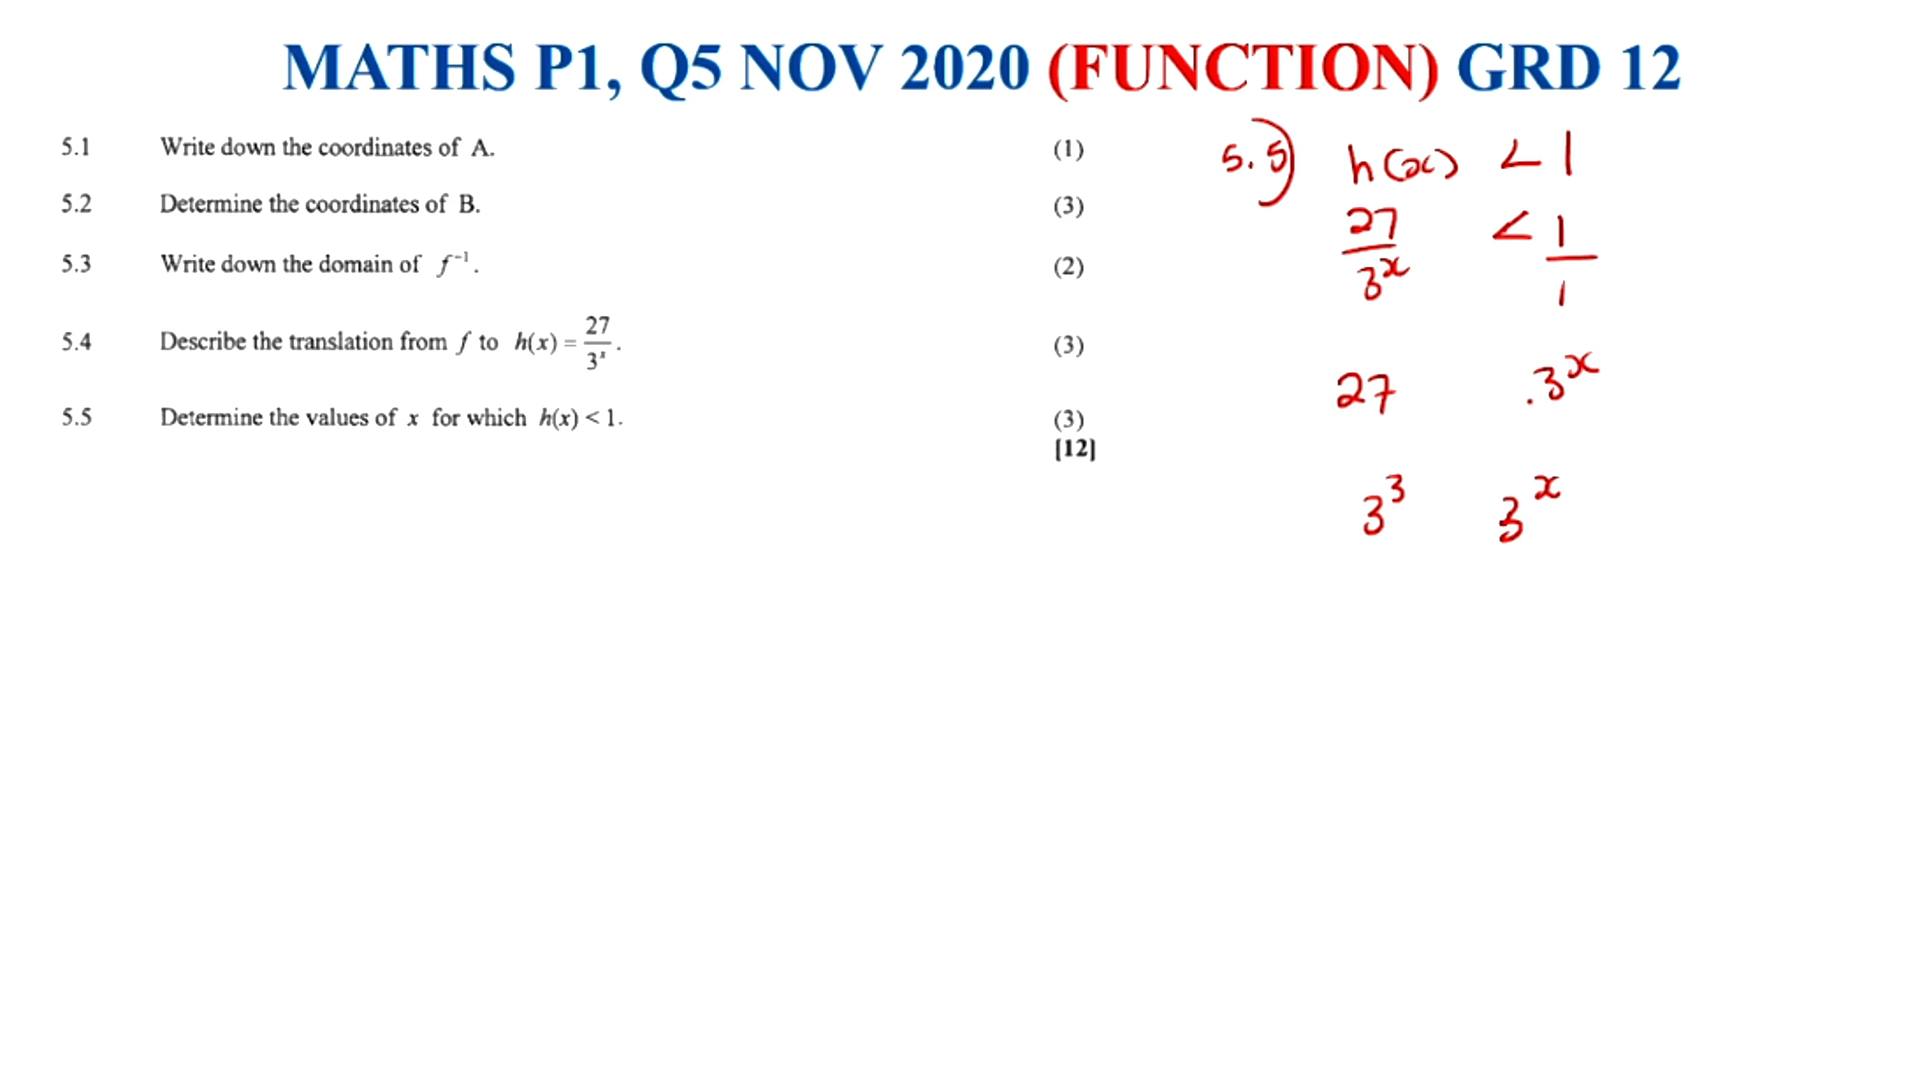 MATHS P1, Q5 NOV 2020 (FUNCTION) GRD 12
5.1 Write down the coordinates of A. (1)
5.2 Determine the coordinates of B. (3)
5.3 Write down the domain of f⁻¹. (2)
5.4 Describe the translation from f to h(x) = 27/3ˣ. (3)
5.5 Determine the values of x for which h(x) < 1. (3)
[12]
5.5) h(x) < 1
27/3ˣ < 1/1
27 .3ˣ
3³ 3ˣ